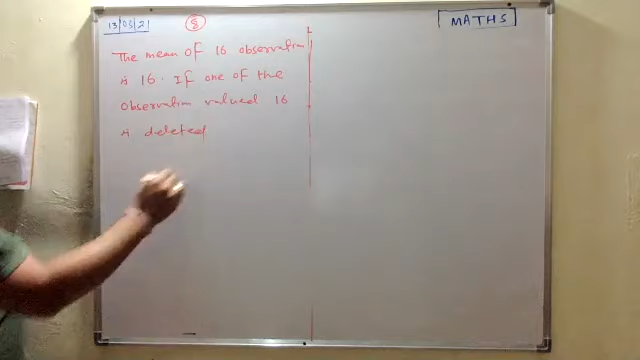 13/03/21
8
MATHS
The mean of 16 observation
is 16. If one of the
observation valued 16
is deleted